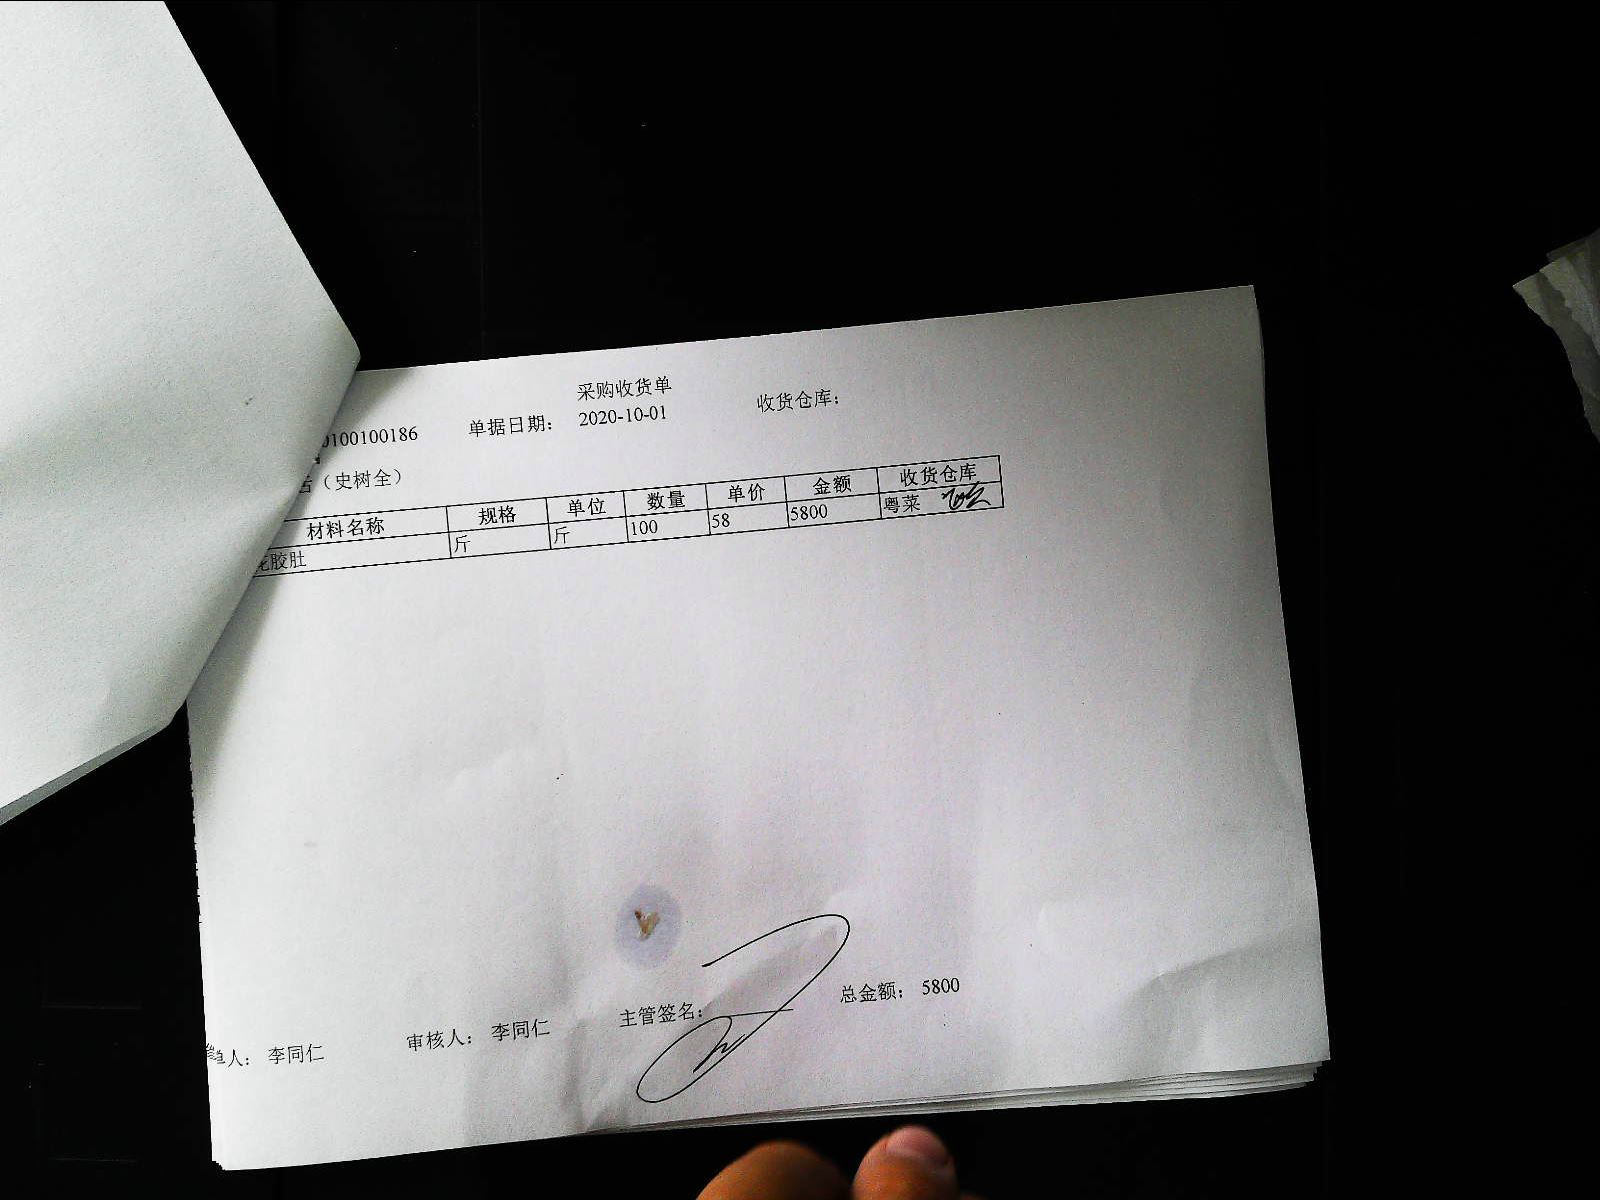 采购收货单
0100100186 单据日期: 2020-10-01 收货仓库:
(史树全)
材料名称 规格 单位 数量 单价 金额 收货仓库
花胶肚 斤 斤 100 58 5800 粤菜
单人: 李同仁 审核人: 李同仁 主管签名: 总金额: 5800